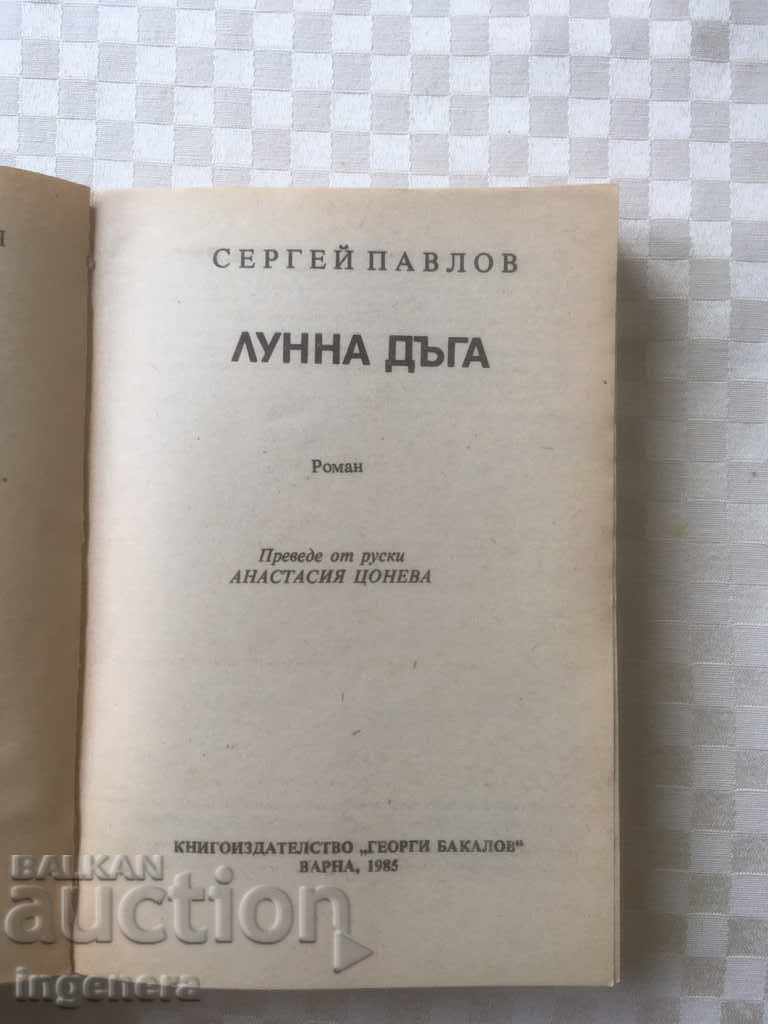 СЕРГЕЙ ПАВЛОВ
ЛУННА ДЪГА
Роман
Преведе от руски
АНАСТАСИЯ ЦОНЕВА
КНИГОИЗДАТЕЛСТВО „ГЕОРГИ БАКАЛОВ“
ВАРНА, 1985
BALKAN
auction
ingenera